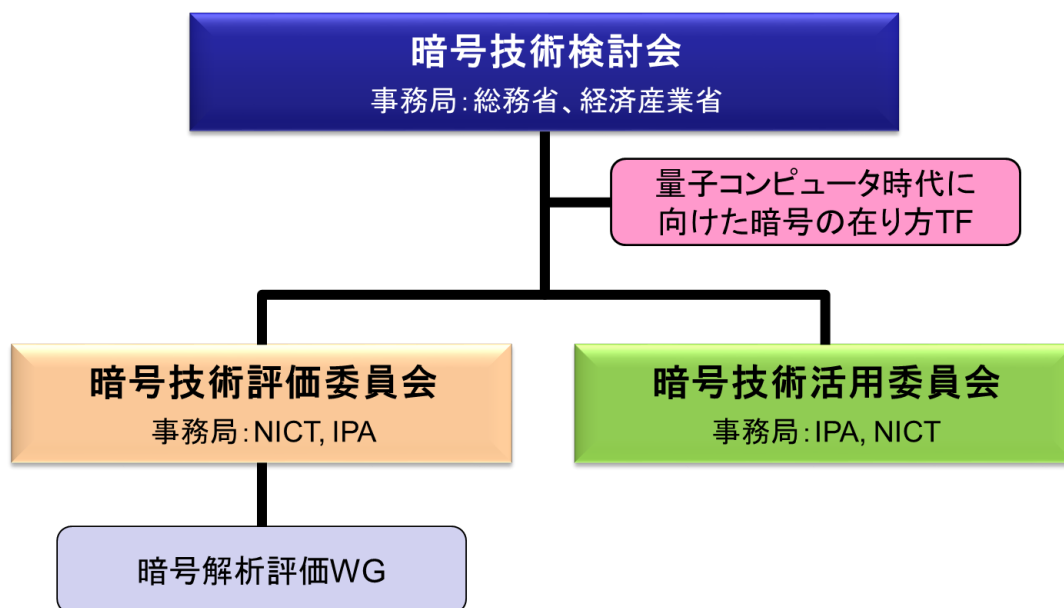 暗号技術検討会
事務局：総務省、経済産業省
量子コンピュータ時代に
向けた暗号の在り方TF
暗号技術評価委員会
事務局：NICT, IPA
暗号技術活用委員会
事務局：IPA, NICT
暗号解析評価WG